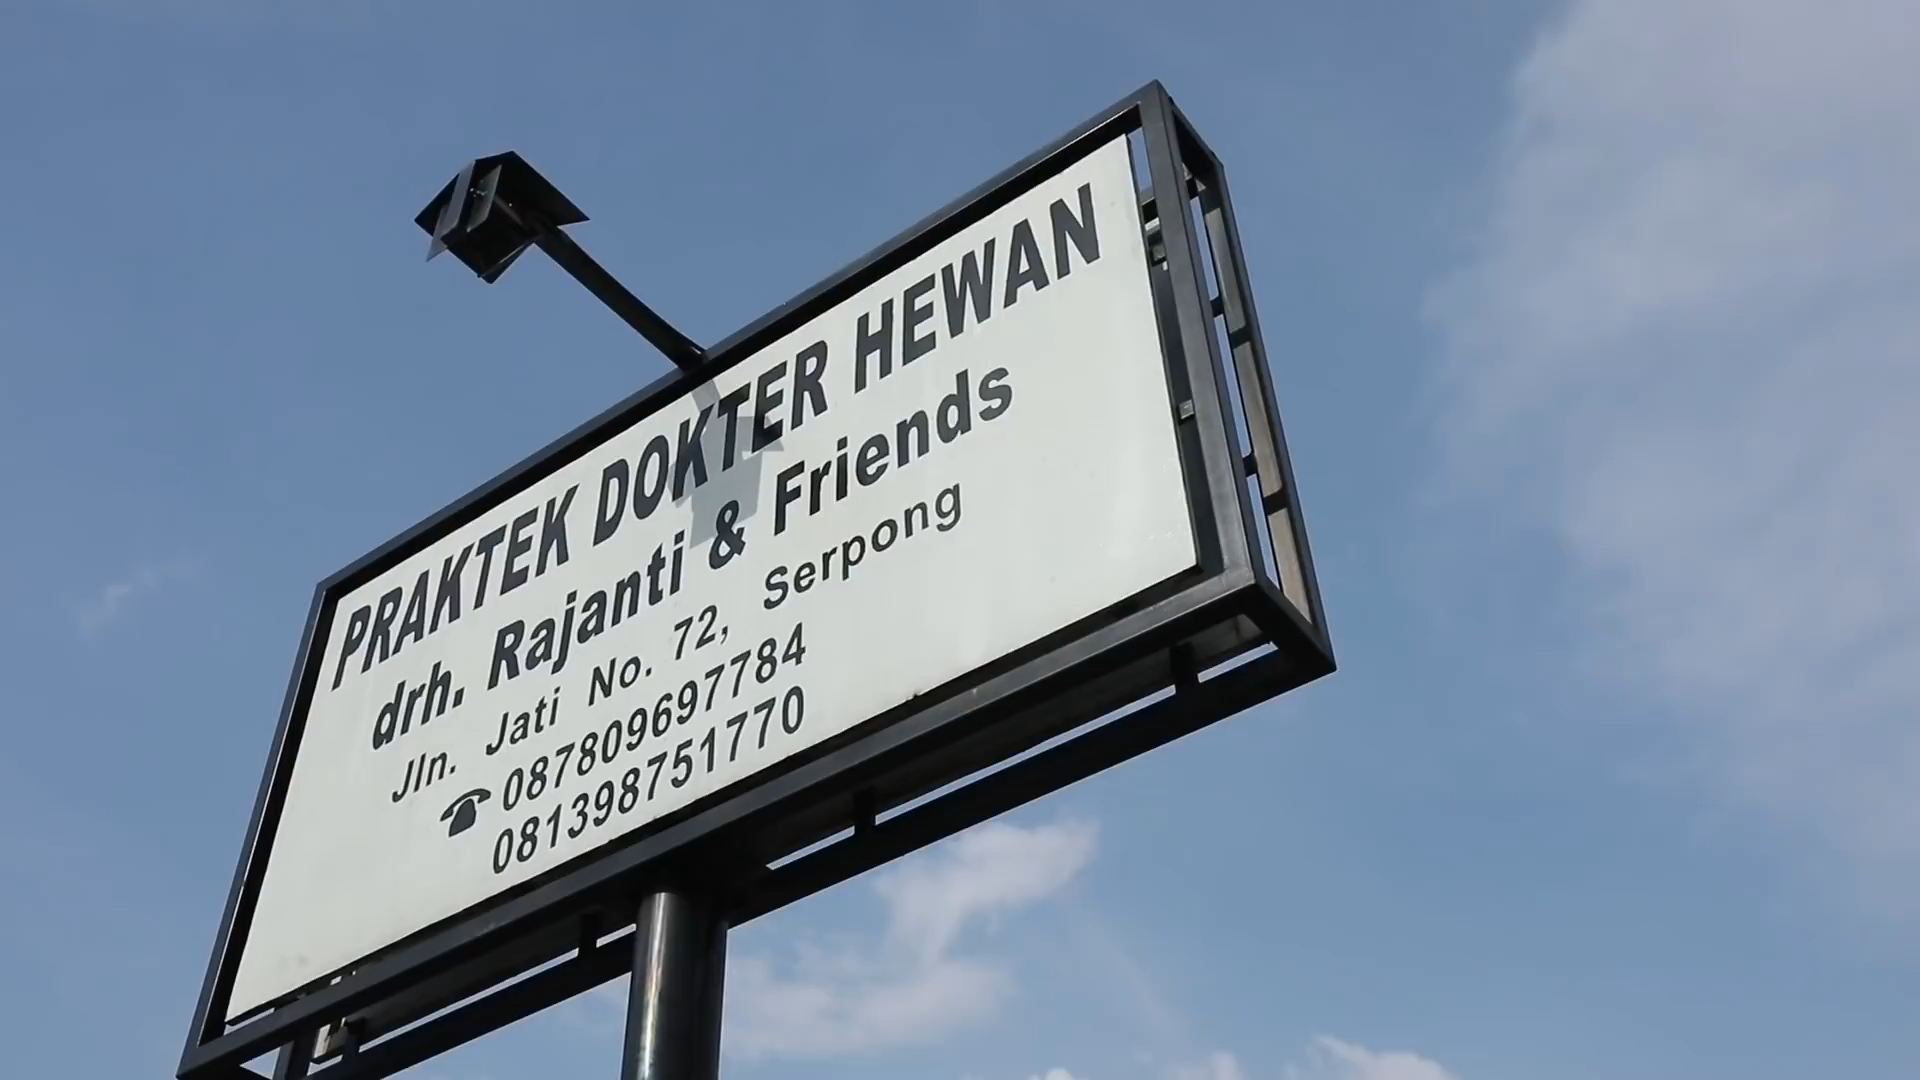 PRAKTEK DOKTER HEWAN
drh. Rajanti & Friends
Jln. Jati No. 72, Serpong
☎ 087809697784
081398751770